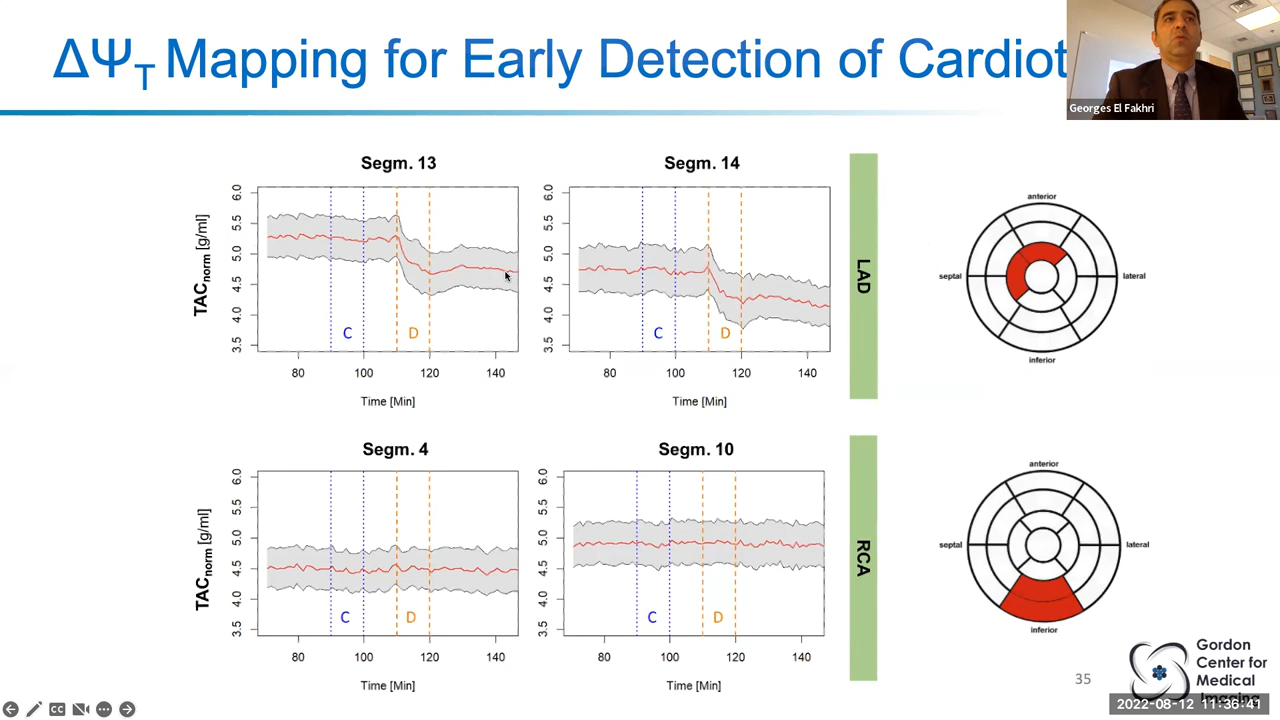 ΔΨT Mapping for Early Detection of Cardiot
Georges El Fakhri
Segm. 13
Segm. 14
TACnorm [g/ml]
6.0
5.5
5.0
4.5
4.0
3.5
C
D
80
100
120
140
Time [Min]
6.0
5.5
5.0
4.5
4.0
3.5
C
D
80
100
120
140
Time [Min]
LAD
anterior
septal
lateral
inferior
Segm. 4
Segm. 10
TACnorm [g/ml]
6.0
5.5
5.0
4.5
4.0
3.5
C
D
80
100
120
140
Time [Min]
6.0
5.5
5.0
4.5
4.0
3.5
C
D
80
100
120
140
Time [Min]
RCA
anterior
septal
lateral
inferior
35
Gordon
Center for
Medical
Imaging
CC
2022-08-12 11:36:41